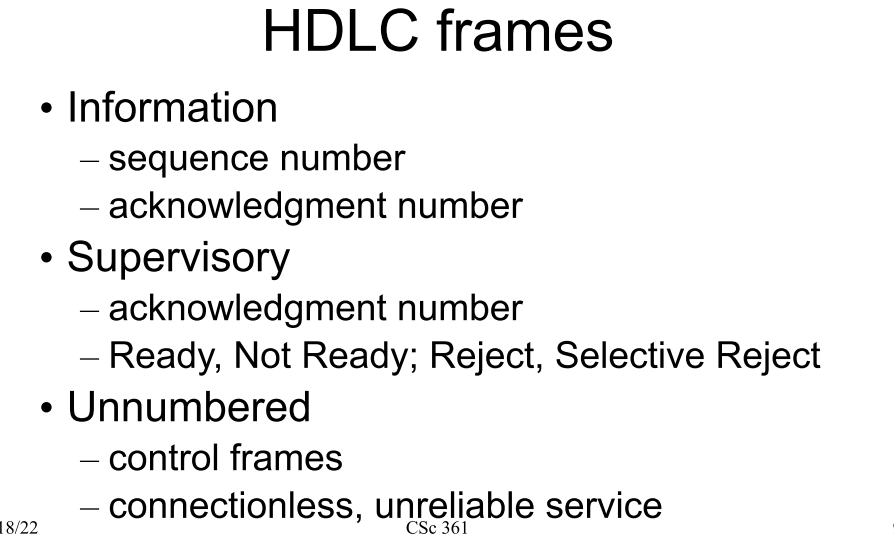 HDLC frames
• Information
– sequence number
– acknowledgment number
• Supervisory
– acknowledgment number
– Ready, Not Ready; Reject, Selective Reject
• Unnumbered
– control frames
– connectionless, unreliable service
18/22 CSc 361